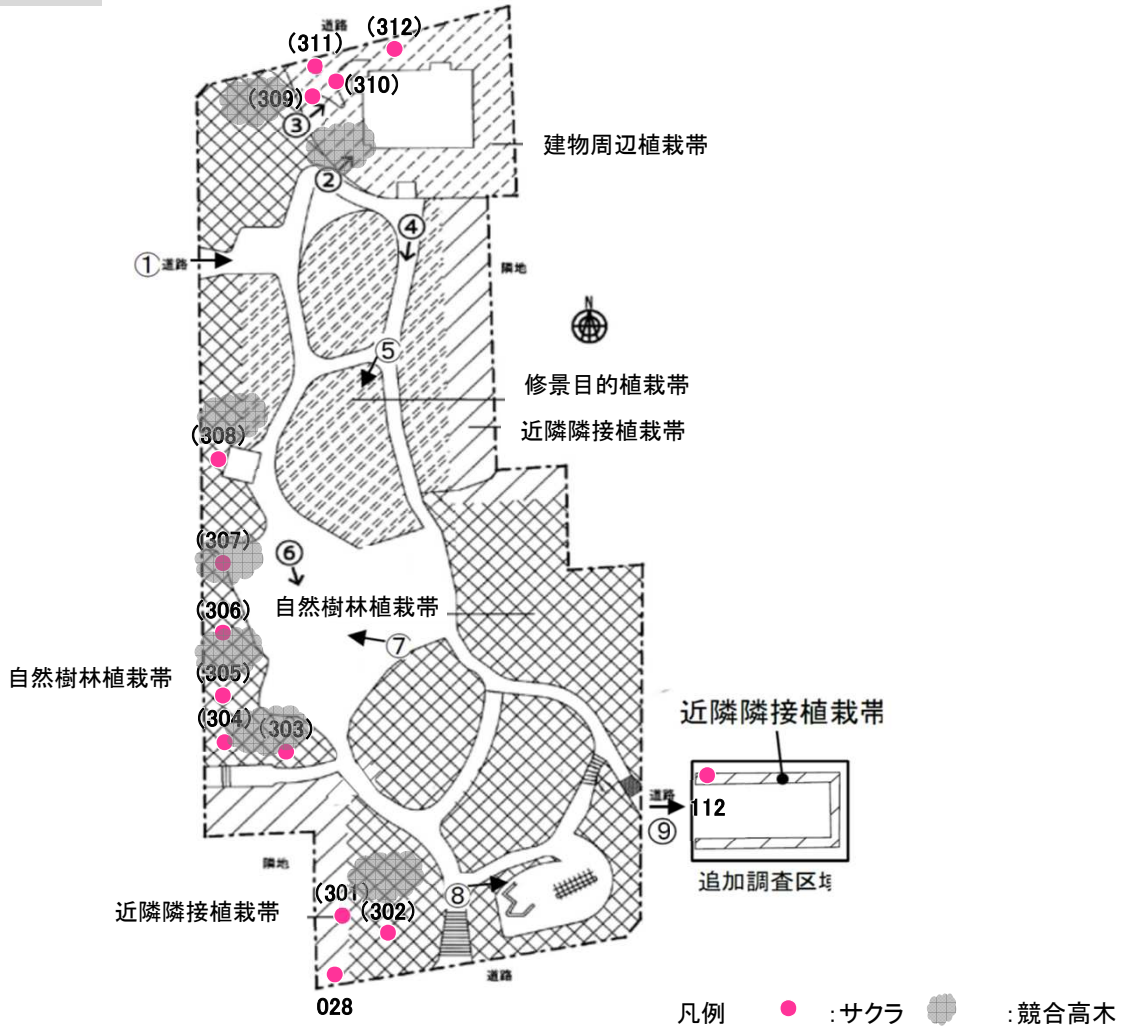 道路
(312)
(311)
(310)
(309)
③
建物周辺植栽帯
②
④
① 道路
隣地
N
⑤
修景目的植栽帯
近隣隣接植栽帯
(308)
(307)
⑥
(306)
自然樹林植栽帯
⑦
自然樹林植栽帯
(305)
(304)
(303)
近隣隣接植栽帯
道路
112
⑨
追加調査区域
隣地
(301)
⑧
近隣隣接植栽帯
(302)
道路
028
凡例 :サクラ :競合高木